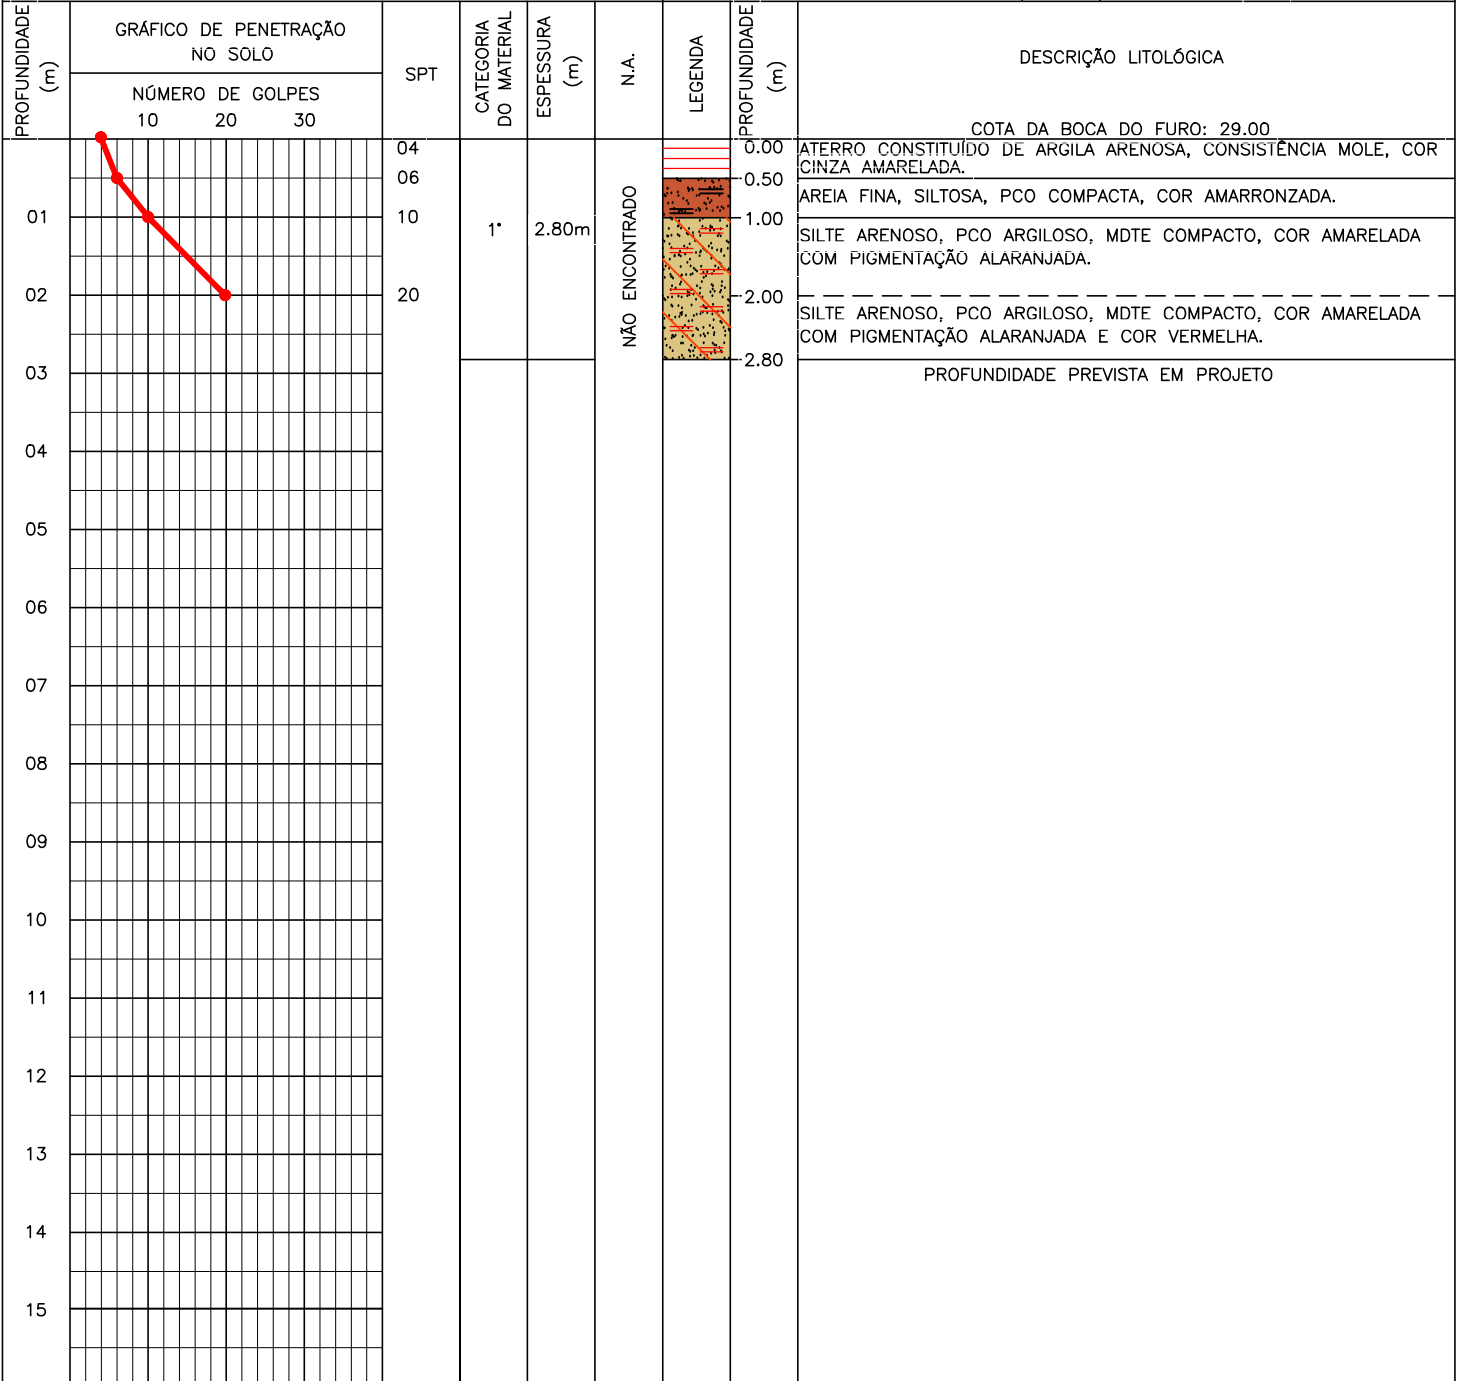 PROFUNDIDADE
(m)
GRÁFICO DE PENETRAÇÃO
NO SOLO
NÚMERO DE GOLPES
10 20 30
SPT
CATEGORIA
DO MATERIAL
ESPESSURA
(m)
N.A.
LEGENDA
PROFUNDIDADE
(m)
DESCRIÇÃO LITOLÓGICA
COTA DA BOCA DO FURO: 29.00
04
06
01
10
02
20
03
04
05
06
07
08
09
10
11
12
13
14
15
1°
2.80m
NÃO ENCONTRADO
0.00
ATERRO CONSTITUÍDO DE ARGILA ARENOSA, CONSISTÊNCIA MOLE, COR
CINZA AMARELADA.
0.50
AREIA FINA, SILTOSA, PCO COMPACTA, COR AMARRONZADA.
1.00
SILTE ARENOSO, PCO ARGILOSO, MDTE COMPACTO, COR AMARELADA
COM PIGMENTAÇÃO ALARANJADA.
2.00
SILTE ARENOSO, PCO ARGILOSO, MDTE COMPACTO, COR AMARELADA
COM PIGMENTAÇÃO ALARANJADA E COR VERMELHA.
2.80
PROFUNDIDADE PREVISTA EM PROJETO